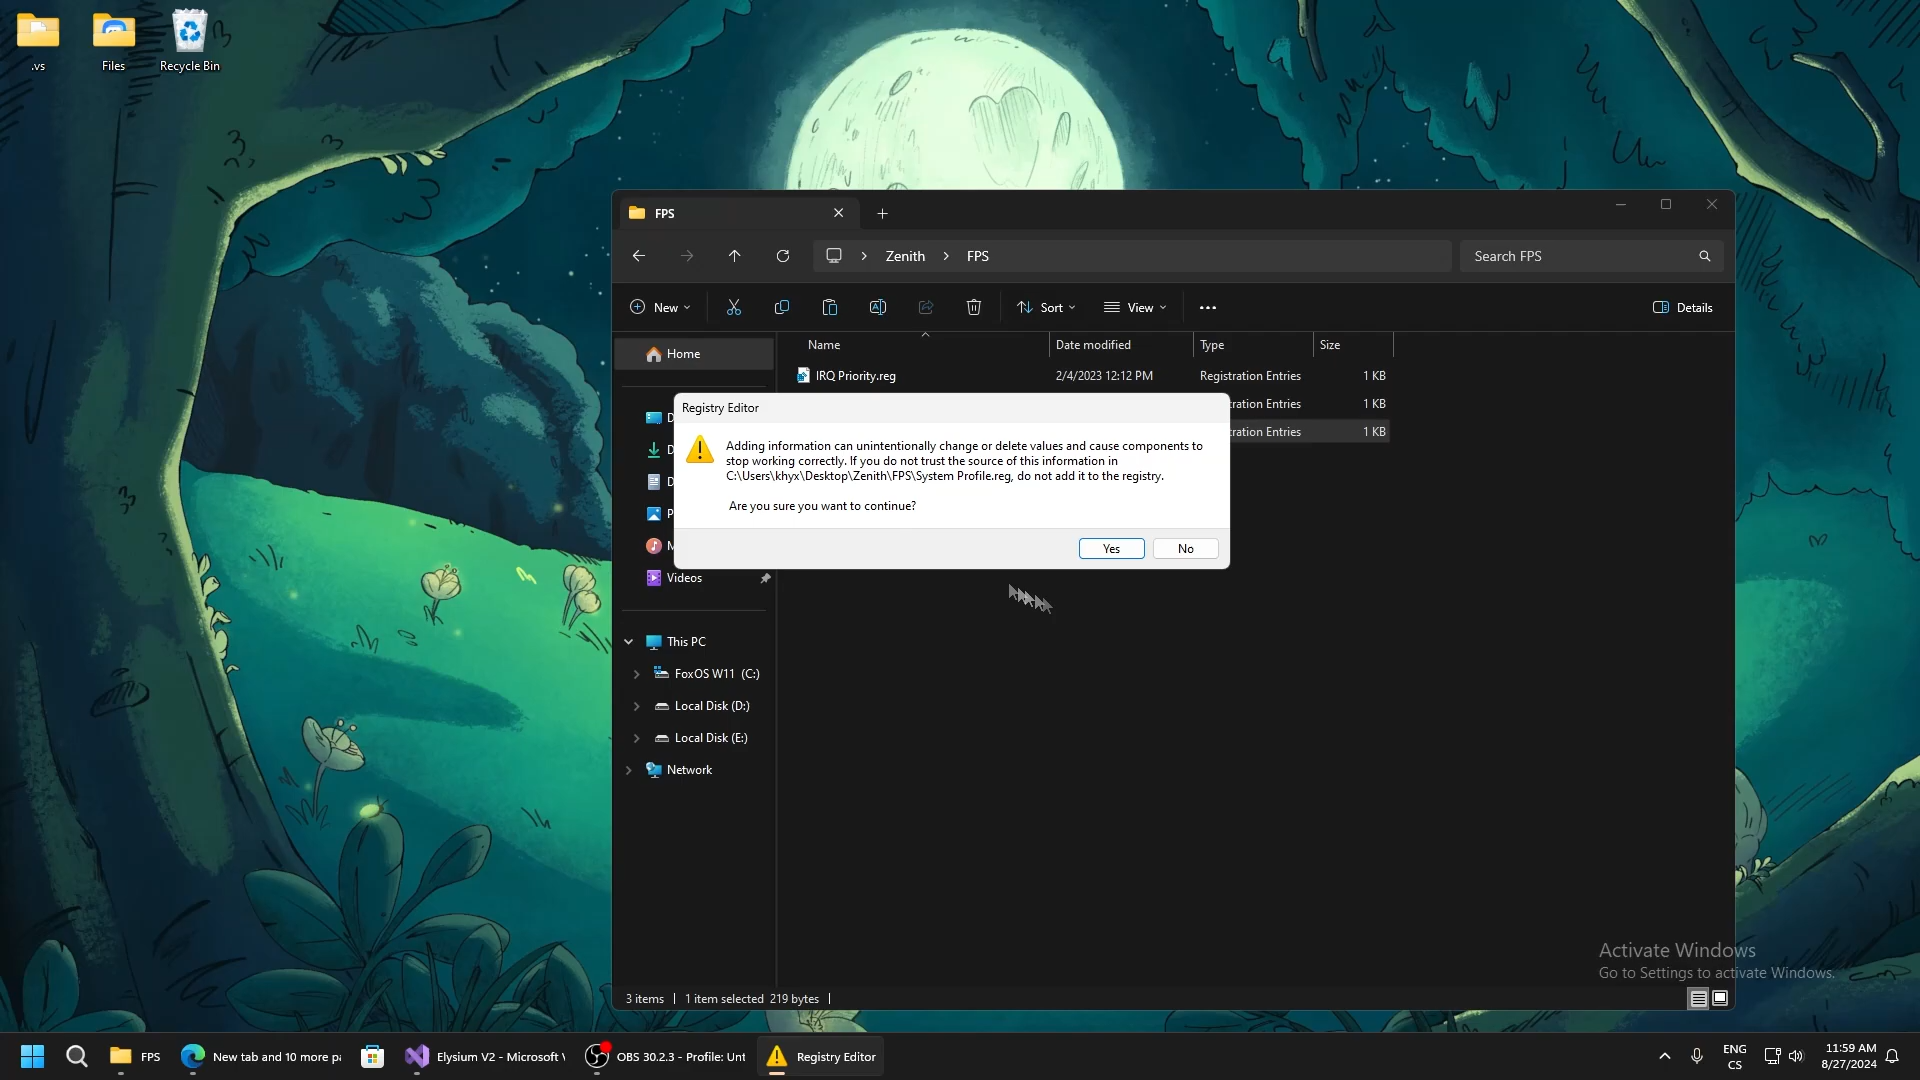 .vs
Files
Recycle Bin
FPS
Zenith
FPS
Search FPS
New
Sort
View
Details
Home
Name
Date modified
Type
Size
IRQ Priority.reg
2/4/2023 12:12 PM
Registration Entries
1 KB
ration Entries
1 KB
ration Entries
1 KB
Registry Editor
Adding information can unintentionally change or delete values and cause components to
stop working correctly. If you do not trust the source of this information in
C:\Users\khyx\Desktop\Zenith\FPS\System Profile.reg, do not add it to the registry.
Are you sure you want to continue?
Yes
No
D
D
D
P
M
Videos
This PC
FoxOS W11 (C:)
Local Disk (D:)
Local Disk (E:)
Network
Activate Windows
Go to Settings to activate Windows.
3 items
1 item selected 219 bytes
FPS
New tab and 10 more pa
Elysium V2 - Microsoft V
OBS 30.2.3 - Profile: Unt
Registry Editor
ENG
CS
11:59 AM
8/27/2024